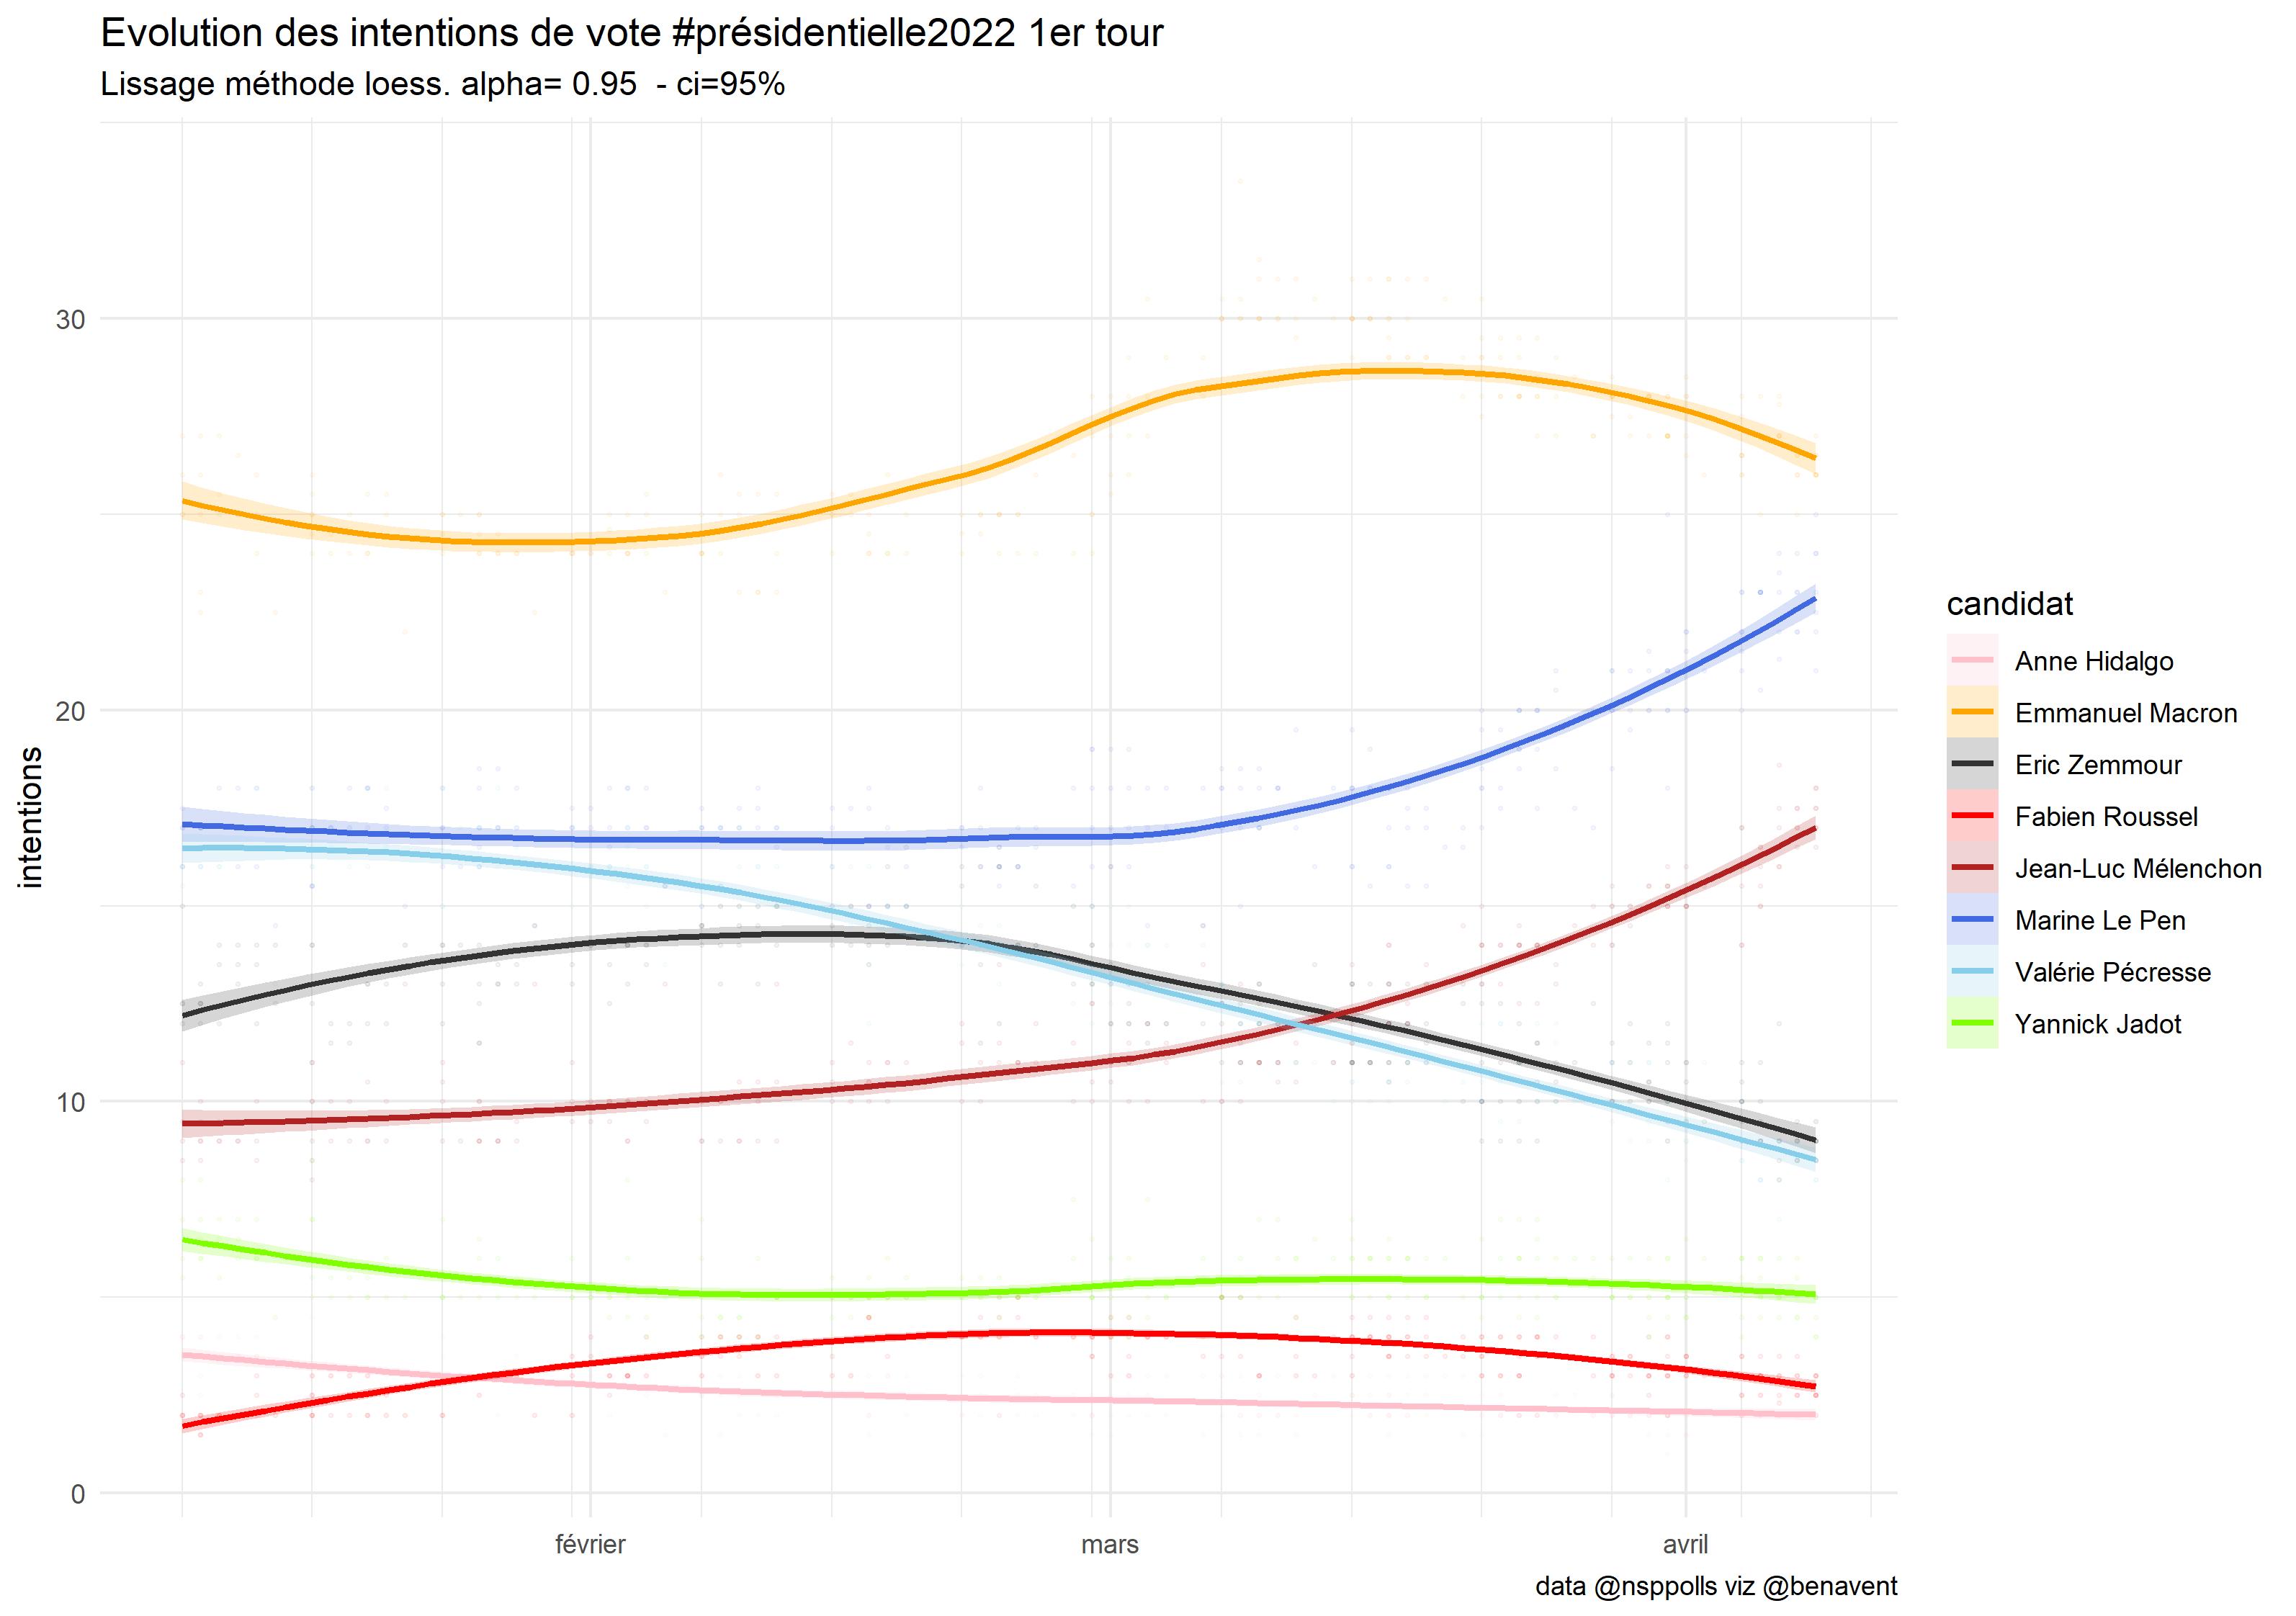 Evolution des intentions de vote #présidentielle2022 1er tour
Lissage méthode loess. alpha= 0.95  - ci=95%
intentions
30
20
10
0
février
mars
avril
candidat
Anne Hidalgo
Emmanuel Macron
Eric Zemmour
Fabien Roussel
Jean-Luc Mélenchon
Marine Le Pen
Valérie Pécresse
Yannick Jadot
data @nsppolls viz @benavent